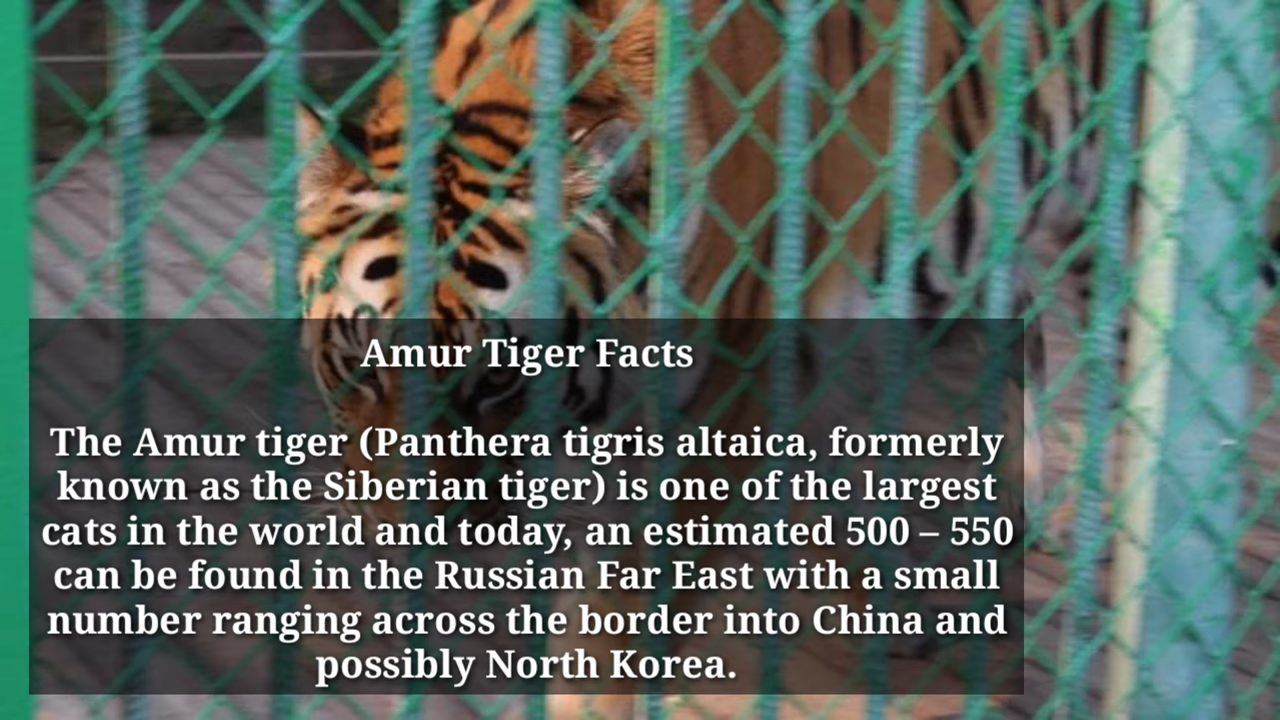 Amur Tiger Facts
The Amur tiger (Panthera tigris altaica, formerly
known as the Siberian tiger) is one of the largest
cats in the world and today, an estimated 500 – 550
can be found in the Russian Far East with a small
number ranging across the border into China and
possibly North Korea.